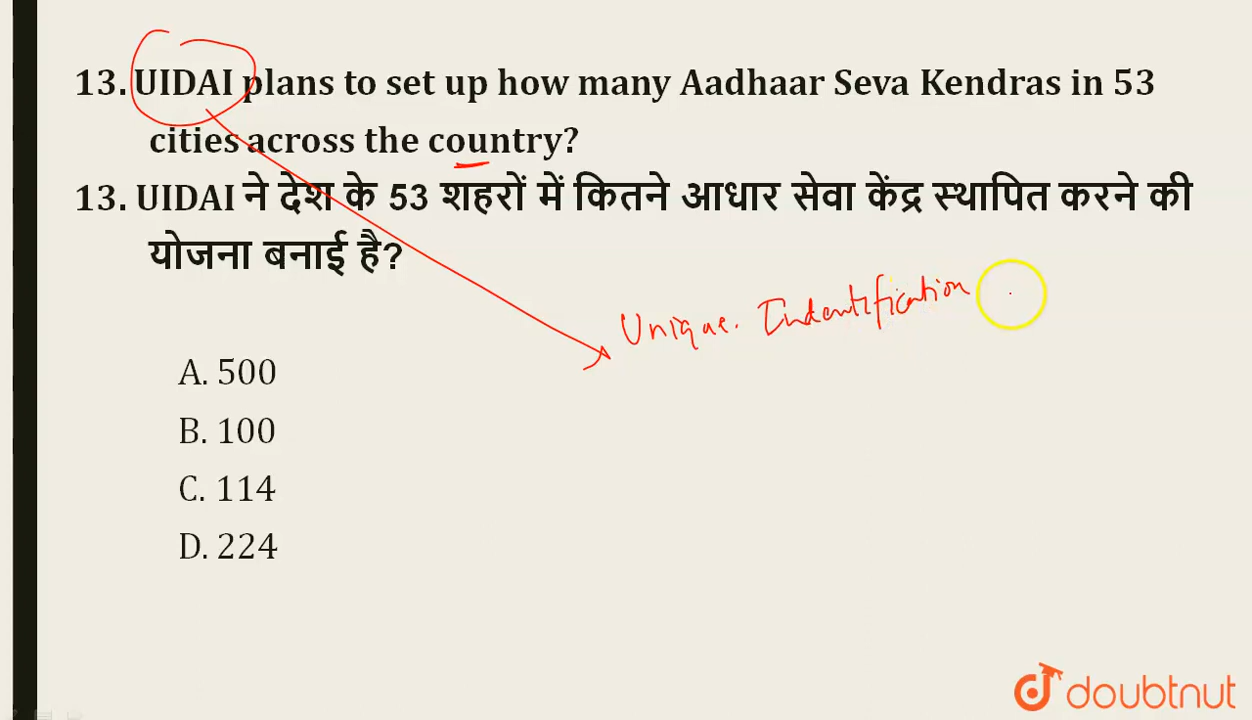 13. UIDAI plans to set up how many Aadhaar Seva Kendras in 53
cities across the country?
13. UIDAI ने देश के 53 शहरों में कितने आधार सेवा केंद्र स्थापित करने की
योजना बनाई है?
Unique. Indentification
A. 500
B. 100
C. 114
D. 224
doubtnut